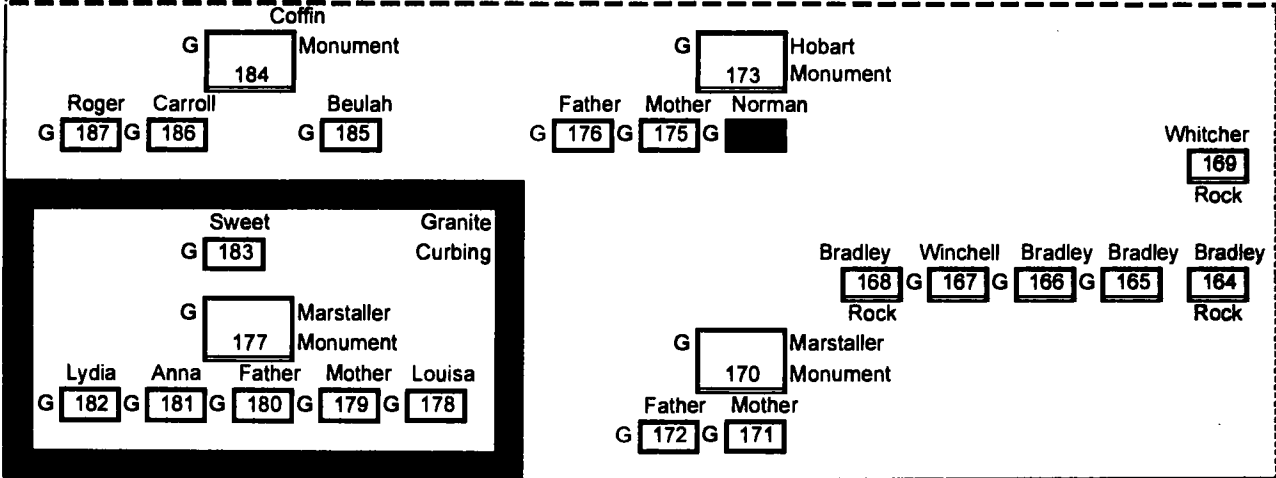 Coffin
G Monument G Hobart
184 173 Monument
Roger Carroll Beulah Father Mother Norman
G 187 G 186 G 185 G 176 G 175 G
Whitcher
169
Rock
Sweet Granite
G 183 Curbing
Bradley Winchell Bradley Bradley Bradley
168 G 167 G 166 G 165 164
Rock Rock
G Marstaller
177 Monument
G Marstaller
170 Monument
Lydia Anna Father Mother Louisa
G 182 G 181 G 180 G 179 G 178
Father Mother
G 172 G 171